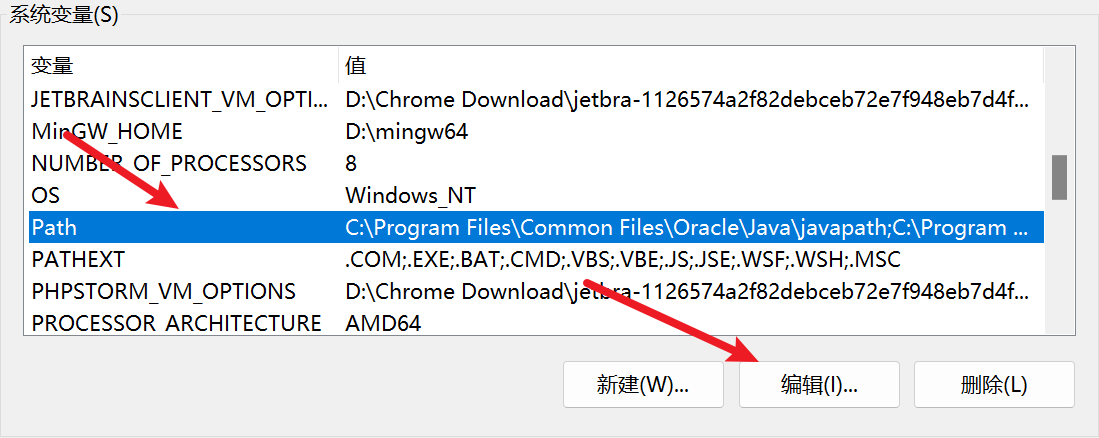 系统变量(S)
变量 值
JETBRAINSCLIENT_VM_OPTI... D:\Chrome Download\jetbra-1126574a2f82debceb72e7f948eb7d4f...
MinGW_HOME D:\mingw64
NUMBER_OF_PROCESSORS 8
OS Windows_NT
Path C:\Program Files\Common Files\Oracle\Java\javapath;C:\Program ...
PATHEXT .COM;.EXE;.BAT;.CMD;.VBS;.VBE;.JS;.JSE;.WSF;.WSH;.MSC
PHPSTORM_VM_OPTIONS D:\Chrome Download\jetbra-1126574a2f82debceb72e7f948eb7d4f...
PROCESSOR_ARCHITECTURE AMD64
新建(W)... 编辑(I)... 删除(L)